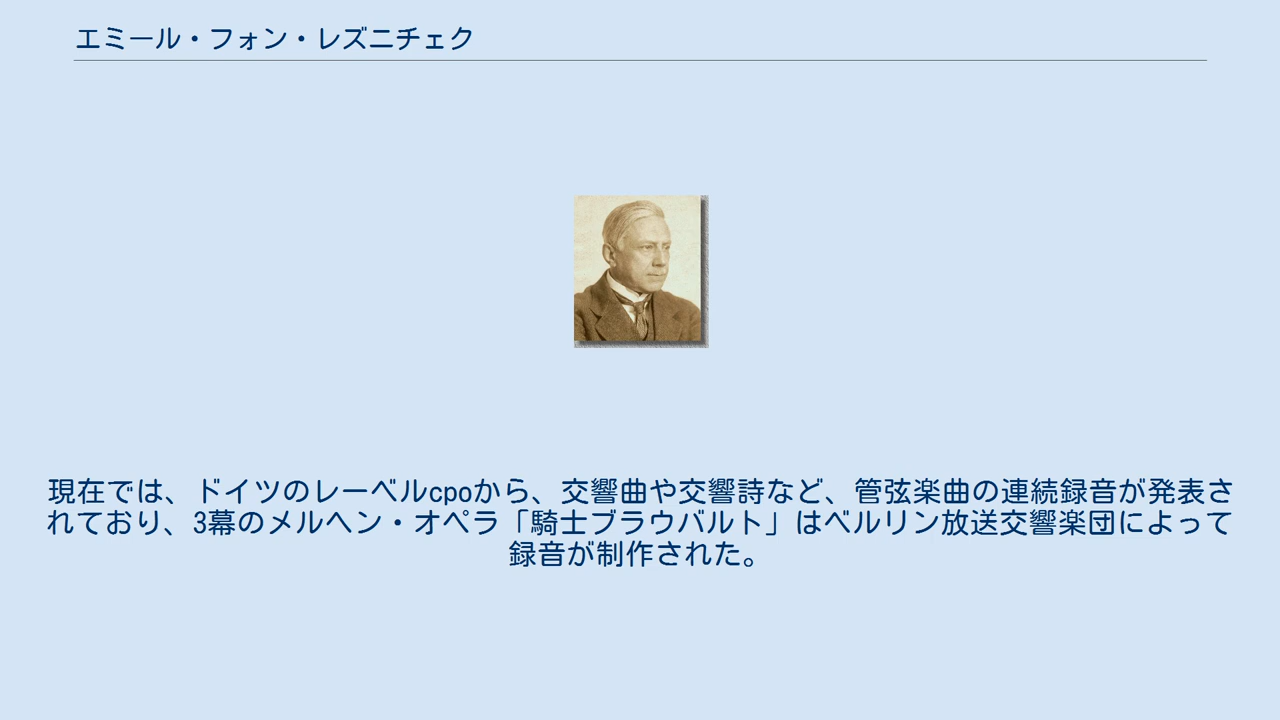 エミール・フォン・レズニチェク
現在では、ドイツのレーベルcpoから、交響曲や交響詩など、管弦楽曲の連続録音が発表さ
れており、3幕のメルヘン・オペラ「騎士ブラウバルト」はベルリン放送交響楽団によって
録音が制作された。